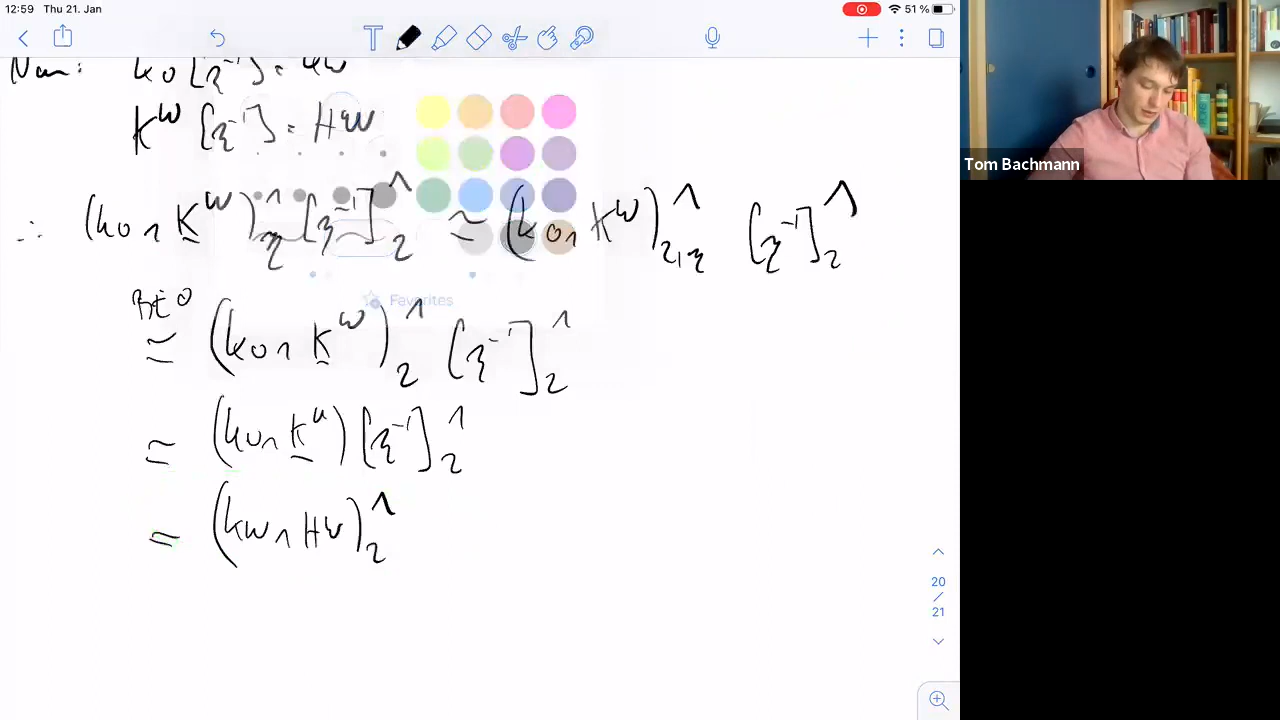 12:59 Thu 21. Jan
51 %
T
ko[η⁻¹] = kw
K^W [η⁻¹] = HW
∴ (ko ∧ K^W)^∧_η [η⁻¹]^∧_2 ≃ (ko ∧ K^W)^∧_{2,η} [η⁻¹]^∧_2
Favorites
≃ (ko ∧ K^W)^∧_2 [η⁻¹]^∧_2
≃ (ko ∧ K^W) [η⁻¹]^∧_2
= (kw ∧ HW)^∧_2
20
/
21
Tom Bachmann